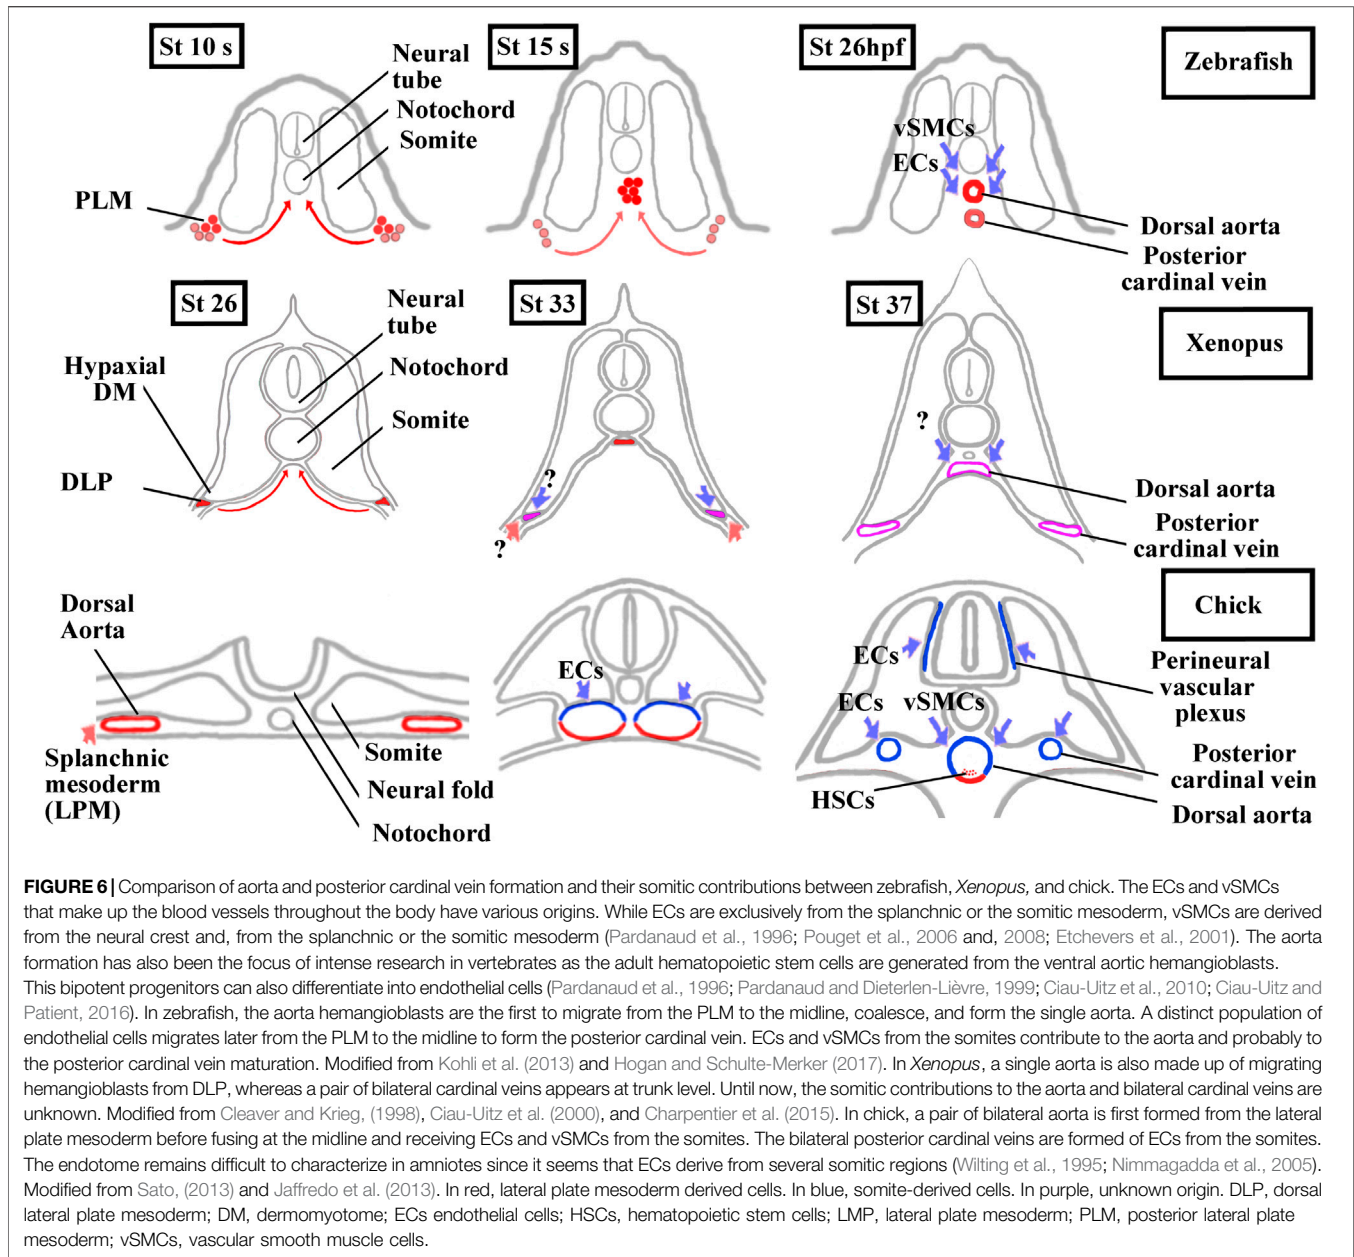 St 10 s
Neural
tube
Notochord
Somite
PLM
St 15 s
St 26hpf
vSMCs
ECs
Dorsal aorta
Posterior
cardinal vein
Zebrafish
St 26
Neural
tube
Notochord
Somite
Hypaxial
DM
DLP
St 33
?
?
St 37
?
Dorsal aorta
Posterior
cardinal vein
Xenopus
Dorsal
Aorta
Splanchnic
mesoderm
(LPM)
Somite
Neural fold
Notochord
ECs
ECs
ECs
vSMCs
HSCs
Perineural
vascular
plexus
Posterior
cardinal vein
Dorsal aorta
Chick
FIGURE 6 | Comparison of aorta and posterior cardinal vein formation and their somitic contributions between zebrafish, Xenopus, and chick. The ECs and vSMCs
that make up the blood vessels throughout the body have various origins. While ECs are exclusively from the splanchnic or the somitic mesoderm, vSMCs are derived
from the neural crest and, from the splanchnic or the somitic mesoderm (Pardanaud et al., 1996; Pouget et al., 2006 and, 2008; Etchevers et al., 2001). The aorta
formation has also been the focus of intense research in vertebrates as the adult hematopoietic stem cells are generated from the ventral aortic hemangioblasts.
This bipotent progenitors can also differentiate into endothelial cells (Pardanaud et al., 1996; Pardanaud and Dieterlen-Lièvre, 1999; Ciau-Uitz et al., 2010; Ciau-Uitz and
Patient, 2016). In zebrafish, the aorta hemangioblasts are the first to migrate from the PLM to the midline, coalesce, and form the single aorta. A distinct population of
endothelial cells migrates later from the PLM to the midline to form the posterior cardinal vein. ECs and vSMCs from the somites contribute to the aorta and probably to
the posterior cardinal vein maturation. Modified from Kohli et al. (2013) and Hogan and Schulte-Merker (2017). In Xenopus, a single aorta is also made up of migrating
hemangioblasts from DLP, whereas a pair of bilateral cardinal veins appears at trunk level. Until now, the somitic contributions to the aorta and bilateral cardinal veins are
unknown. Modified from Cleaver and Krieg, (1998), Ciau-Uitz et al. (2000), and Charpentier et al. (2015). In chick, a pair of bilateral aorta is first formed from the lateral
plate mesoderm before fusing at the midline and receiving ECs and vSMCs from the somites. The bilateral posterior cardinal veins are formed of ECs from the somites.
The endotome remains difficult to characterize in amniotes since it seems that ECs derive from several somitic regions (Wilting et al., 1995; Nimmagadda et al., 2005).
Modified from Sato, (2013) and Jaffredo et al. (2013). In red, lateral plate mesoderm derived cells. In blue, somite-derived cells. In purple, unknown origin. DLP, dorsal
lateral plate mesoderm; DM, dermomyotome; ECs endothelial cells; HSCs, hematopoietic stem cells; LMP, lateral plate mesoderm; PLM, posterior lateral plate
mesoderm; vSMCs, vascular smooth muscle cells.